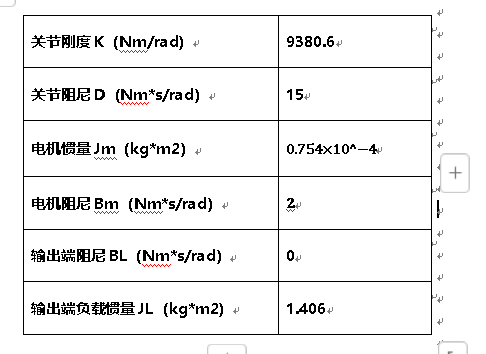 关节刚度 K（Nm/rad）
9380.6
关节阻尼 D（Nm*s/rad）
15
电机惯量 Jm（kg*m2）
0.754×10^−4
电机阻尼 Bm（Nm*s/rad）
2
输出端阻尼 BL（Nm*s/rad）
0
输出端负载惯量 JL（kg*m2）
1.406